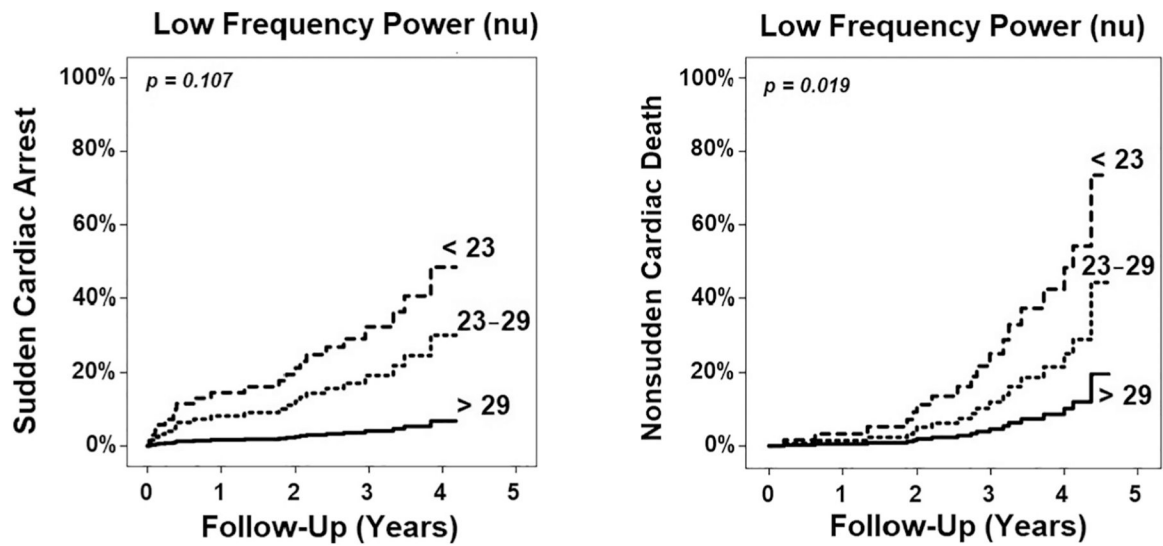 Low Frequency Power (nu)
p = 0.107
Sudden Cardiac Arrest
100%
80%
60%
40%
20%
0%
< 23
23–29
> 29
0 1 2 3 4 5
Follow-Up (Years)
Low Frequency Power (nu)
p = 0.019
Nonsudden Cardiac Death
100%
80%
60%
40%
20%
0%
< 23
23–29
> 29
0 1 2 3 4 5
Follow-Up (Years)